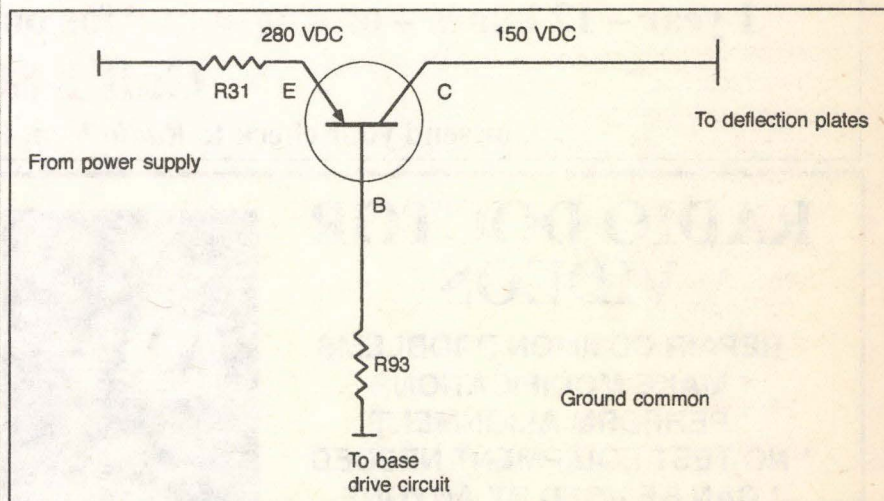 280 VDC 150 VDC
R31 E C
To deflection plates
From power supply
B
R93
Ground common
To base
drive circuit